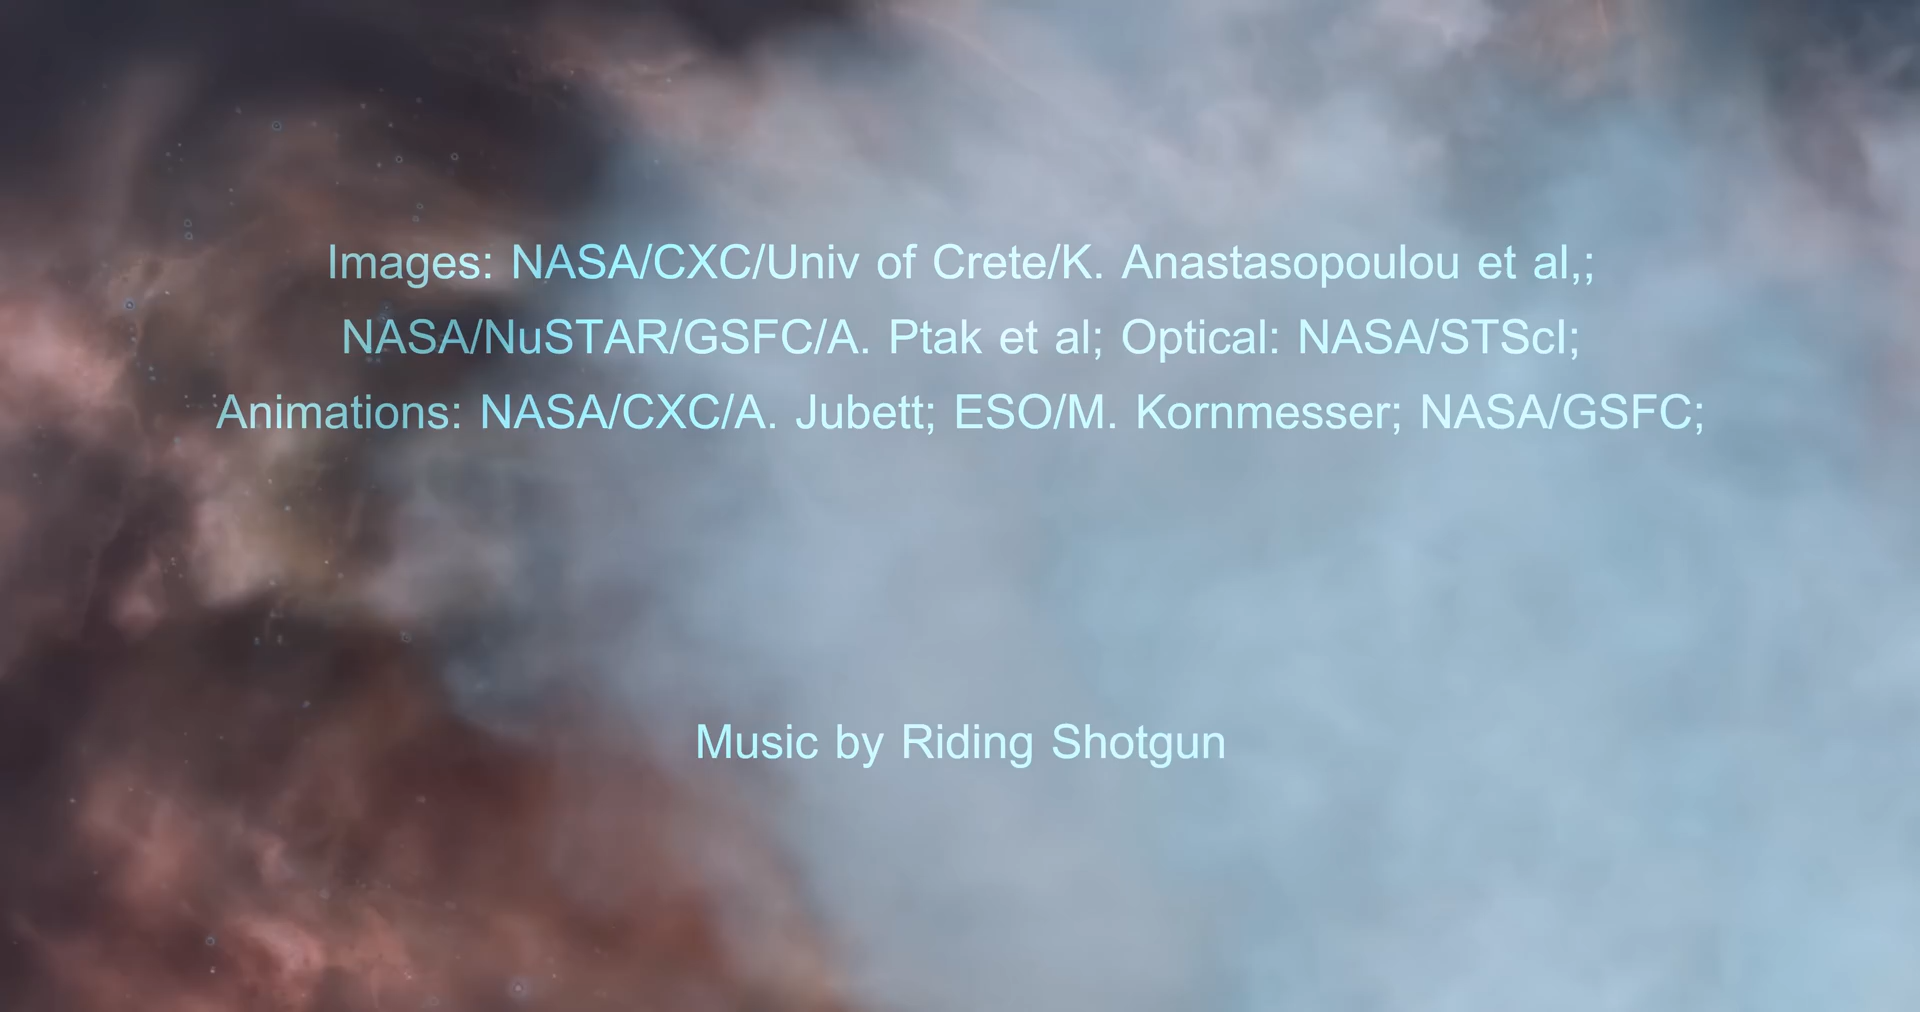 Images: NASA/CXC/Univ of Crete/K. Anastasopoulou et al,;
NASA/NuSTAR/GSFC/A. Ptak et al; Optical: NASA/STScl;
Animations: NASA/CXC/A. Jubett; ESO/M. Kornmesser; NASA/GSFC;
Music by Riding Shotgun